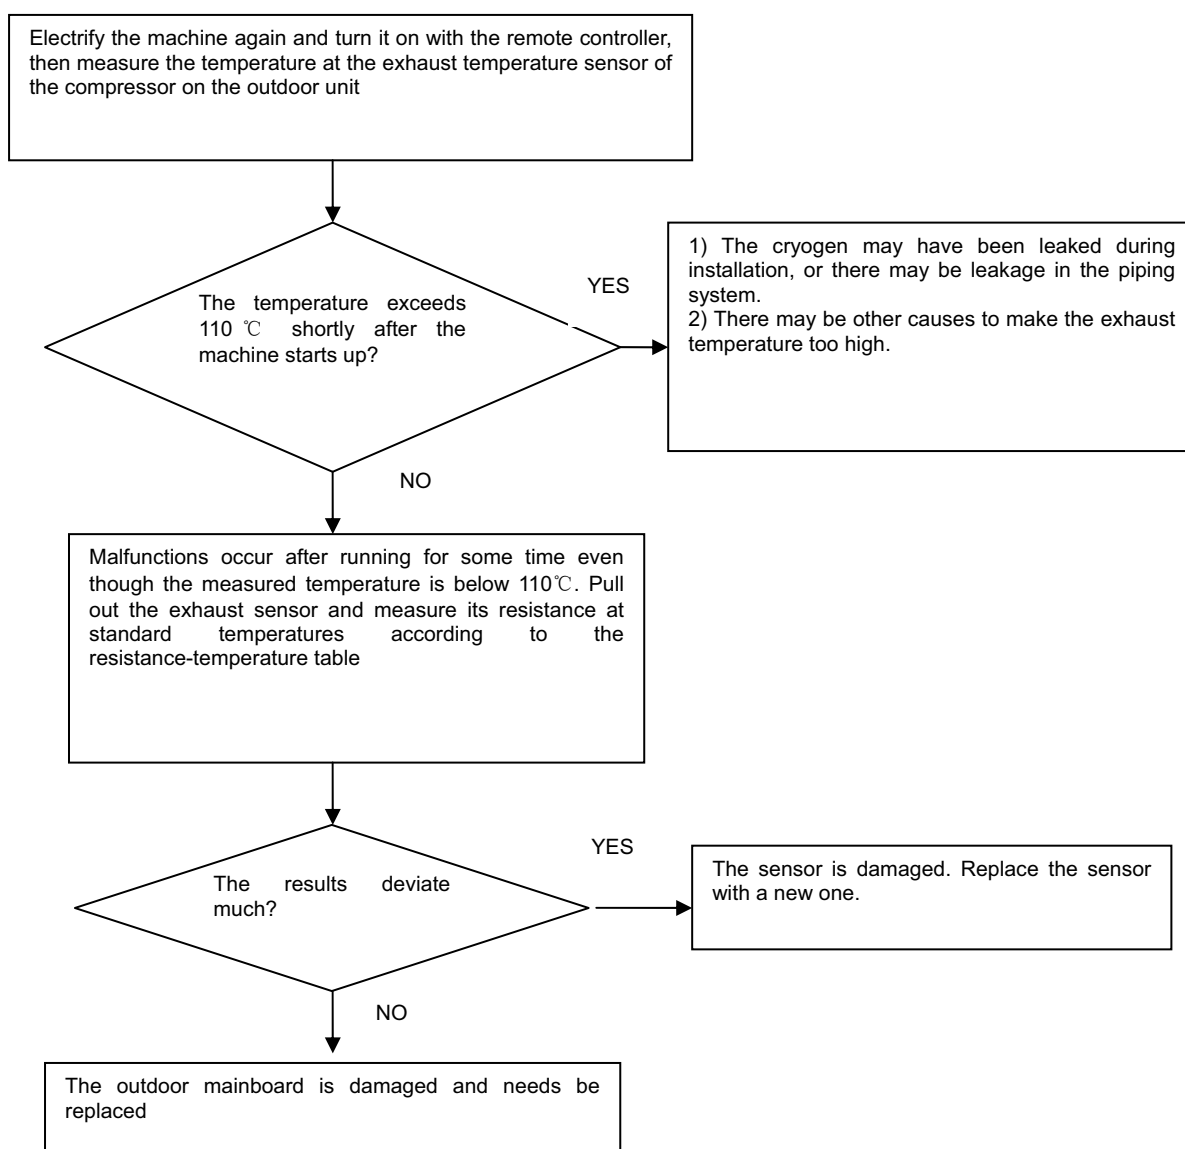 Electrify the machine again and turn it on with the remote controller,
then measure the temperature at the exhaust temperature sensor of
the compressor on the outdoor unit
The temperature exceeds
110 ℃ shortly after the
machine starts up?
YES
1) The cryogen may have been leaked during
installation, or there may be leakage in the piping
system.
2) There may be other causes to make the exhaust
temperature too high.
NO
Malfunctions occur after running for some time even
though the measured temperature is below 110℃. Pull
out the exhaust sensor and measure its resistance at
standard temperatures according to the
resistance-temperature table
The results deviate
much?
YES
The sensor is damaged. Replace the sensor
with a new one.
NO
The outdoor mainboard is damaged and needs be
replaced